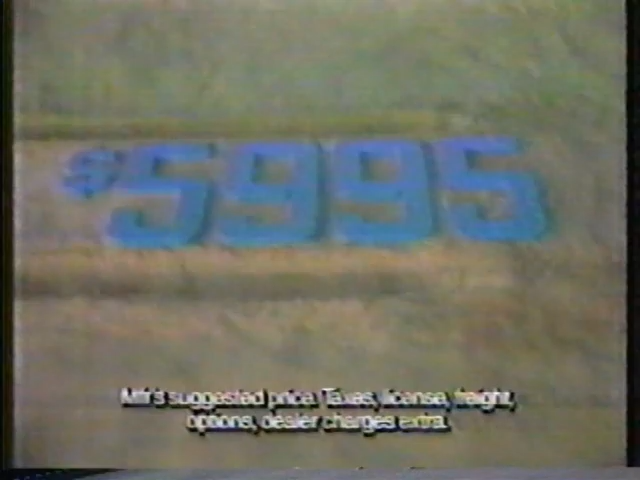 $5995
Mfr's suggested price. Taxes, license, freight,
options, dealer charges extra.